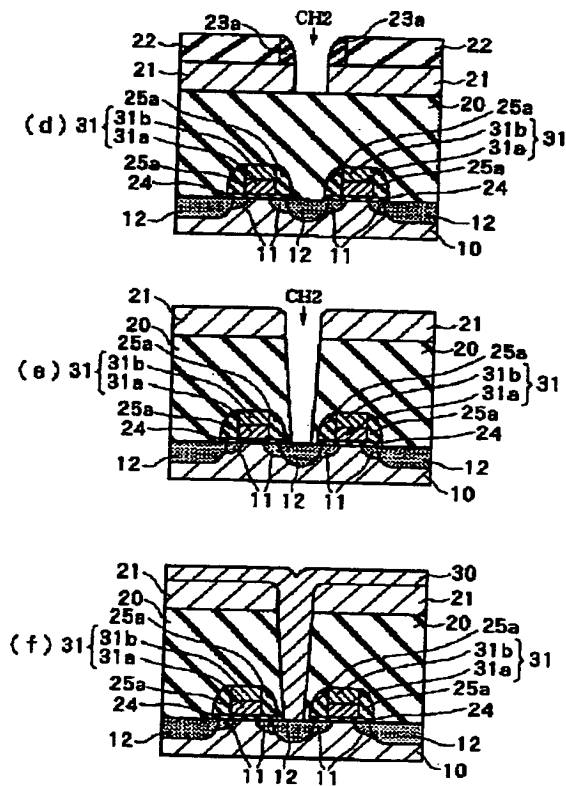 23a CH2 23a
22 22
21 21
25a 20
(d) 31 { 31b 25a
31a 31b } 31
25a 31a
24 25a
24
12 12
11 12 11 10
CH2
21 21
20 20
25a 25a
(e) 31 { 31b 31b } 31
31a 31a
25a 25a
24 24
12 12
11 12 11 10
30
21 21
20 20
25a 25a
(f) 31 { 31b 31b } 31
31a 31a
25a 25a
24 24
12 12
11 12 11 10